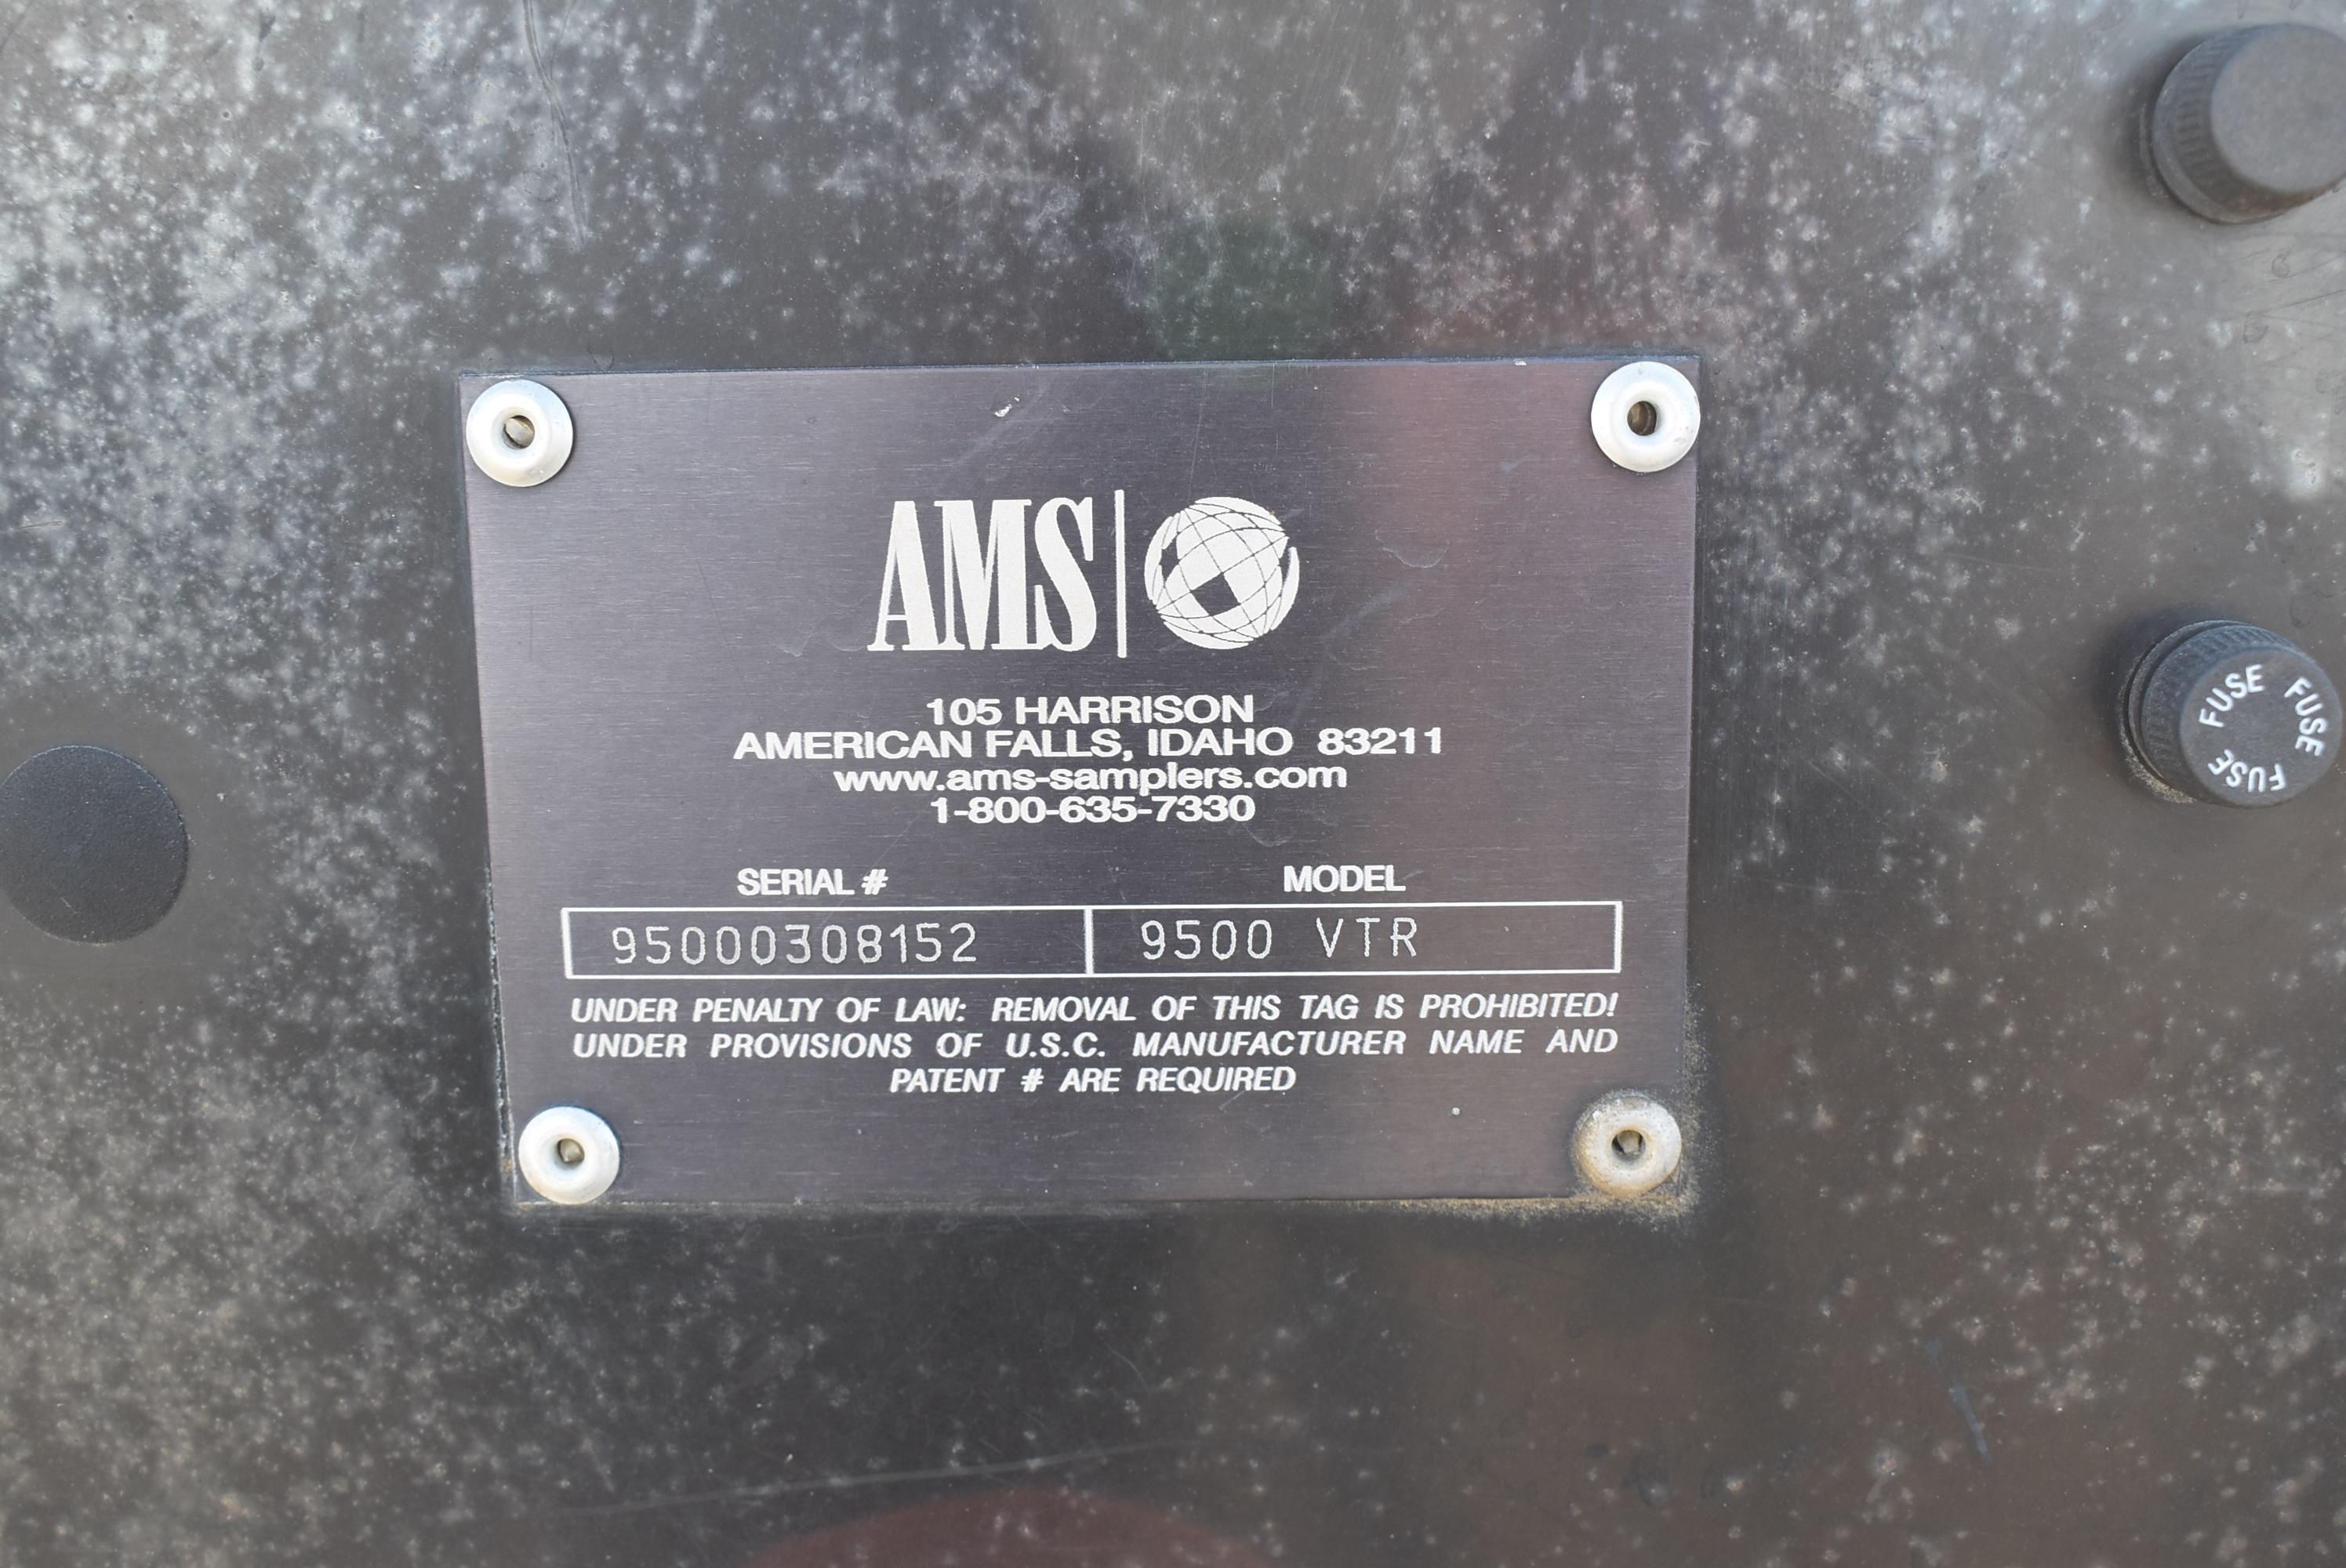 AMS
105 HARRISON
AMERICAN FALLS, IDAHO 83211
www.ams-samplers.com
1-800-635-7330
SERIAL # MODEL
95000308152 9500 VTR
UNDER PENALTY OF LAW: REMOVAL OF THIS TAG IS PROHIBITED!
UNDER PROVISIONS OF U.S.C. MANUFACTURER NAME AND
PATENT # ARE REQUIRED
FUSE FUSE FUSE FUSE